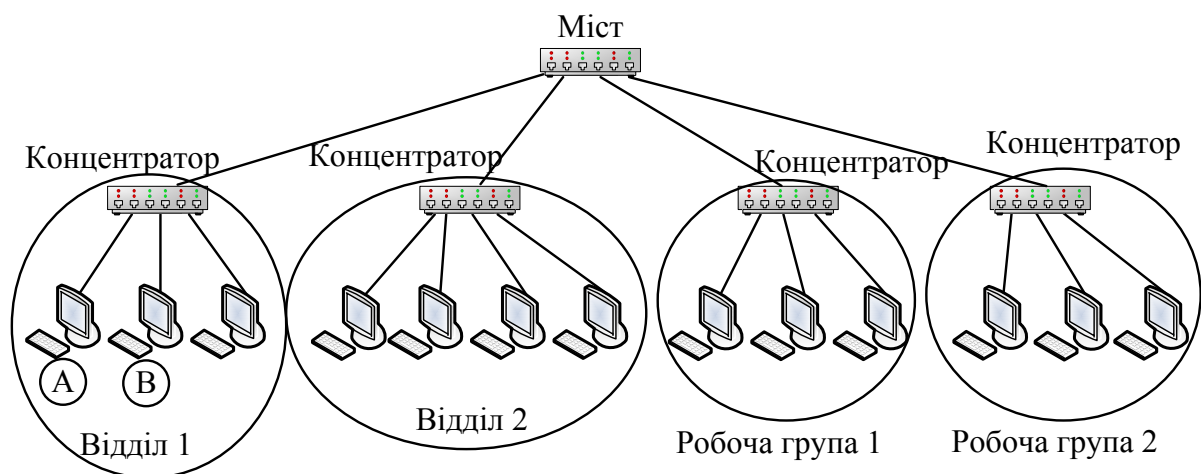 Міст
Концентратор
Концентратор
Концентратор
Концентратор
А
В
Відділ 1
Відділ 2
Робоча група 1
Робоча група 2